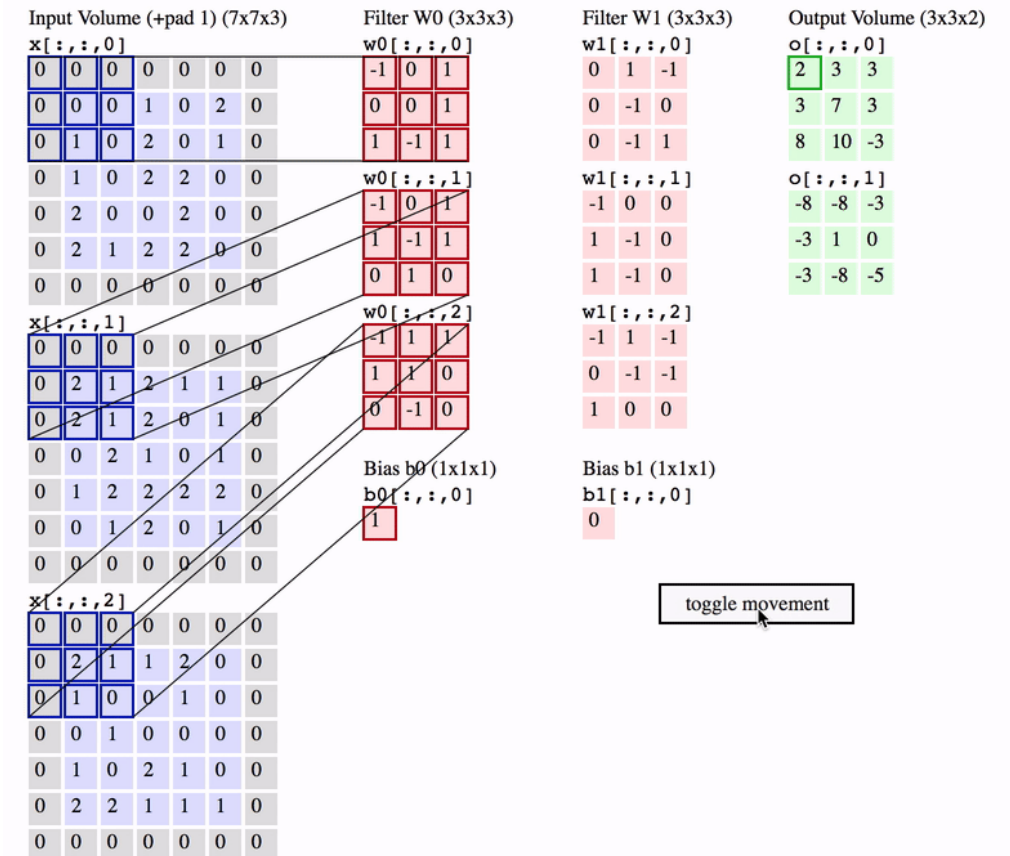 Input Volume (+pad 1) (7x7x3)
x[:,:,0]
0 0 0 0 0 0 0
0 0 0 1 0 2 0
0 1 0 2 0 1 0
0 1 0 2 2 0 0
0 2 0 0 2 0 0
0 2 1 2 2 0 0
0 0 0 0 0 0 0
x[:,:,1]
0 0 0 0 0 0 0
0 2 1 2 1 1 0
0 2 1 2 0 1 0
0 0 2 1 0 1 0
0 1 2 2 2 2 0
0 0 1 2 0 1 0
0 0 0 0 0 0 0
x[:,:,2]
0 0 0 0 0 0 0
0 2 1 1 2 0 0
0 1 0 0 1 0 0
0 0 1 0 0 0 0
0 1 0 2 1 0 0
0 2 2 1 1 1 0
0 0 0 0 0 0 0
Filter W0 (3x3x3)
w0[:,:,0]
-1 0 1
0 0 1
1 -1 1
w0[:,:,1]
-1 0 1
1 -1 1
0 1 0
w0[:,:,2]
-1 1 1
1 1 0
0 -1 0
Bias b0 (1x1x1)
b0[:,:,0]
1
Filter W1 (3x3x3)
w1[:,:,0]
0 1 -1
0 -1 0
0 -1 1
w1[:,:,1]
-1 0 0
1 -1 0
1 -1 0
w1[:,:,2]
-1 1 -1
0 -1 -1
1 0 0
Bias b1 (1x1x1)
b1[:,:,0]
0
Output Volume (3x3x2)
o[:,:,0]
2 3 3
3 7 3
8 10 -3
o[:,:,1]
-8 -8 -3
-3 1 0
-3 -8 -5
toggle movement